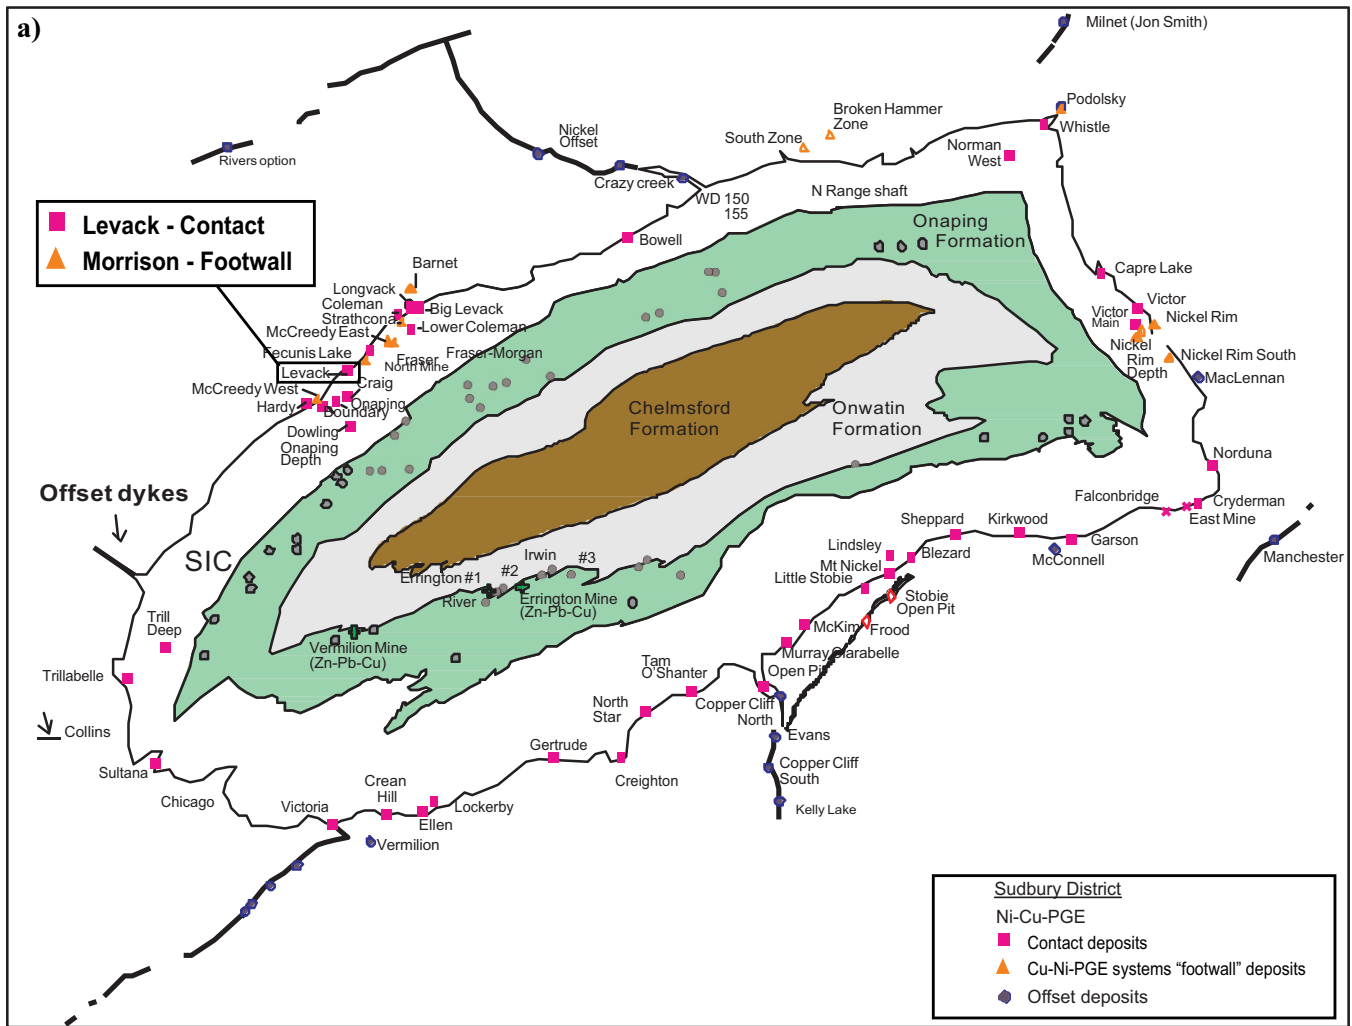 a)
Milnet (Jon Smith)
Podolsky
Broken Hammer
Zone
South Zone
Whistle
Norman
West
Nickel
Offset
Rivers option
Crazy creek
WD 150
155
N Range shaft
Levack - Contact
Morrison - Footwall
Onaping
Formation
Bowell
Barnet
Capre Lake
Longvack
Coleman
Strathcona
Big Levack
Lower Coleman
McCreedy East
Victor
Victor
Main
Nickel Rim
Fecunis Lake
Fraser
North Mine
Fraser-Morgan
Nickel
Rim
Depth
Nickel Rim South
Levack
MacLennan
McCreedy West
Craig
Hardy
Onaping
Boundary
Dowling
Onaping
Depth
Chelmsford
Formation
Onwatin
Formation
Norduna
Offset dykes
Falconbridge
Cryderman
East Mine
Sheppard
Kirkwood
Garson
SIC
Lindsley
Blezard
McConnell
Manchester
Irwin
#3
Mt Nickel
Errington #1
#2
Little Stobie
River
Errington Mine
(Zn-Pb-Cu)
Stobie
Open Pit
Trill
Deep
McKim
Frood
Vermilion Mine
(Zn-Pb-Cu)
Murray
Clarabelle
Open Pit
Tam
O'Shanter
Trillabelle
North
Star
Copper Cliff
North
Collins
Evans
Gertrude
Sultana
Creighton
Copper Cliff
South
Chicago
Crean
Hill
Victoria
Lockerby
Ellen
Kelly Lake
Vermilion
Sudbury District
Ni-Cu-PGE
Contact deposits
Cu-Ni-PGE systems “footwall” deposits
Offset deposits